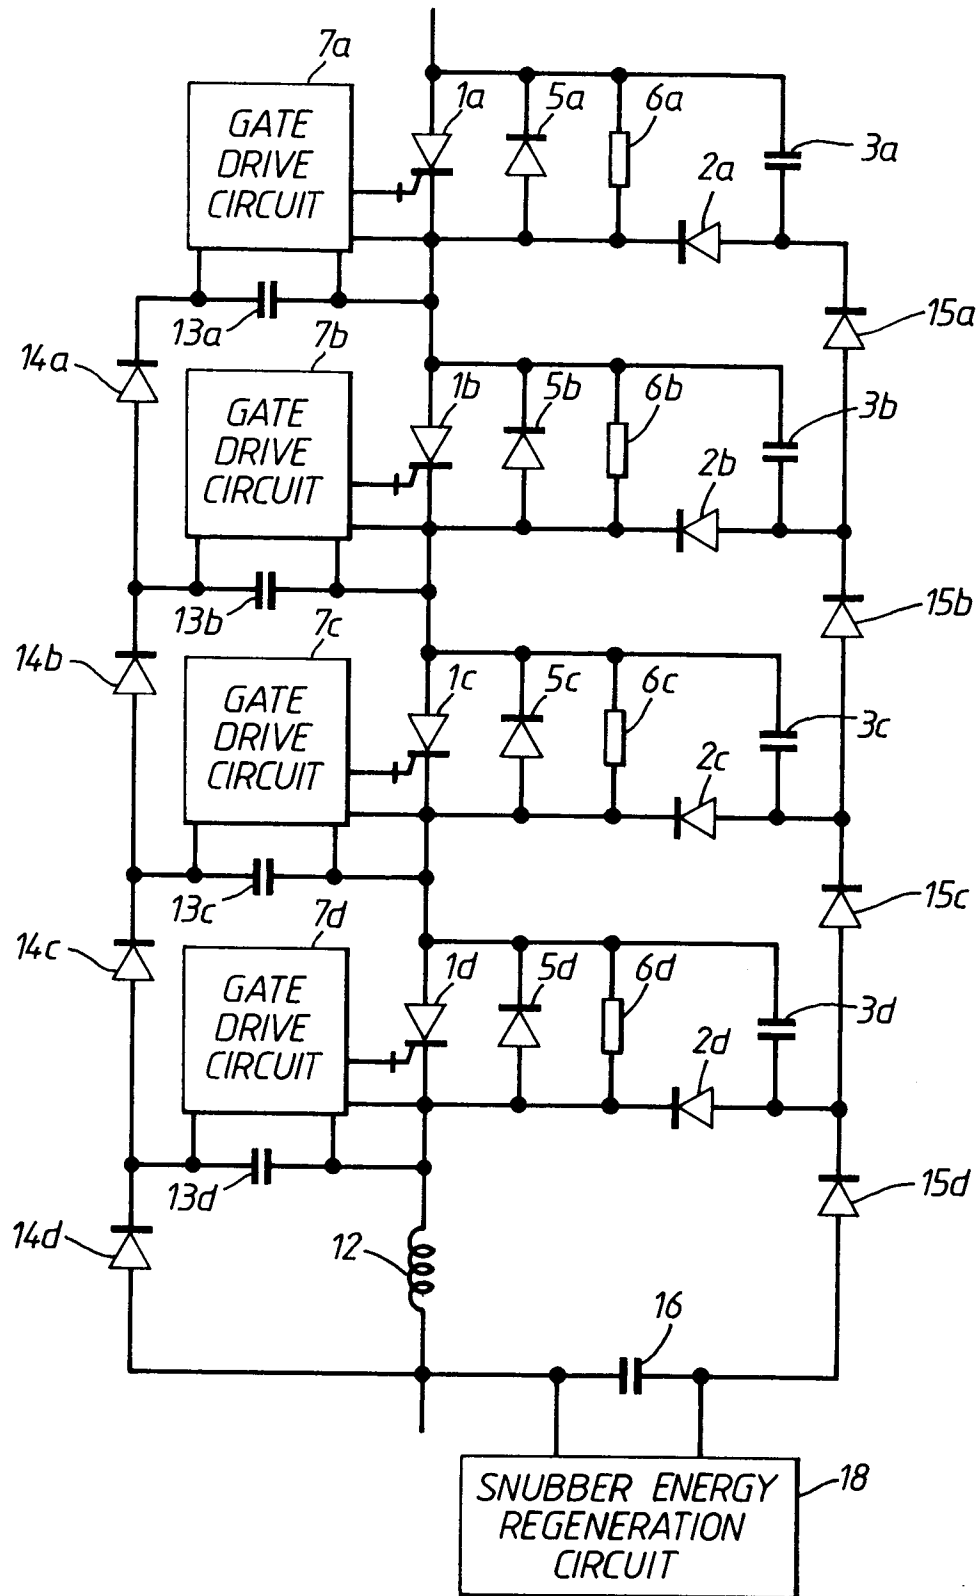 7a
GATE
DRIVE
CIRCUIT
1a
5a
6a
2a
3a
13a
14a
15a
7b
GATE
DRIVE
CIRCUIT
1b
5b
6b
2b
3b
13b
14b
15b
7c
GATE
DRIVE
CIRCUIT
1c
5c
6c
2c
3c
13c
14c
15c
7d
GATE
DRIVE
CIRCUIT
1d
5d
6d
2d
3d
13d
14d
15d
12
16
18
SNUBBER ENERGY
REGENERATION
CIRCUIT